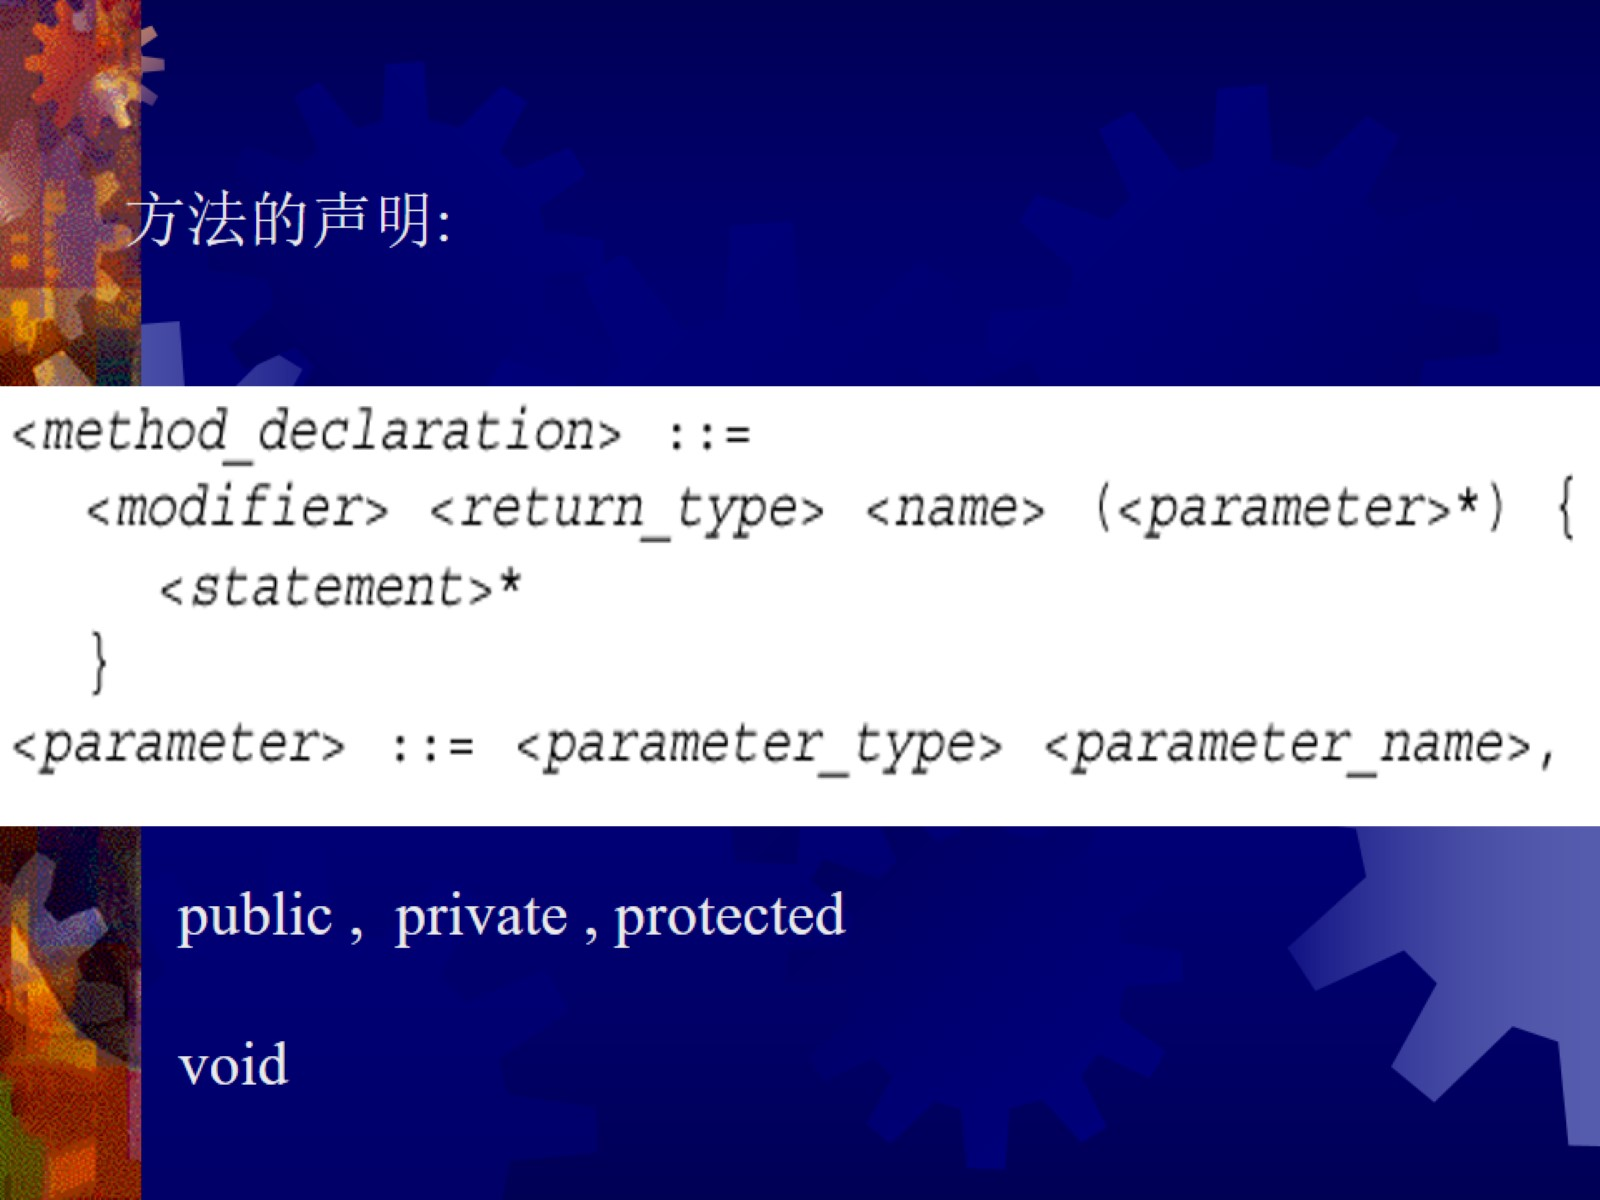 方法的声明:
<method_declaration> ::=
<modifier> <return_type> <name> (<parameter>*) {
<statement>*
}
<parameter> ::= <parameter_type> <parameter_name>,
public ,  private , protected
void